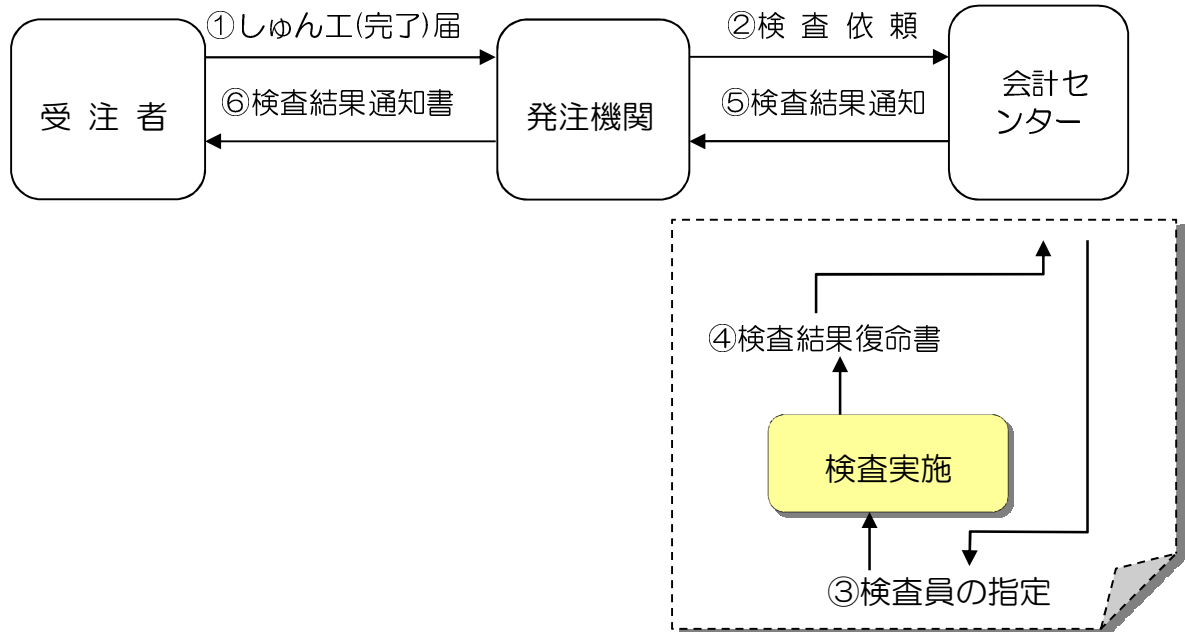 ①しゅん工(完了)届
②検 査 依 頼
受 注 者
⑥検査結果通知書
発注機関
⑤検査結果通知
会計セ
ンター
④検査結果復命書
検査実施
③検査員の指定